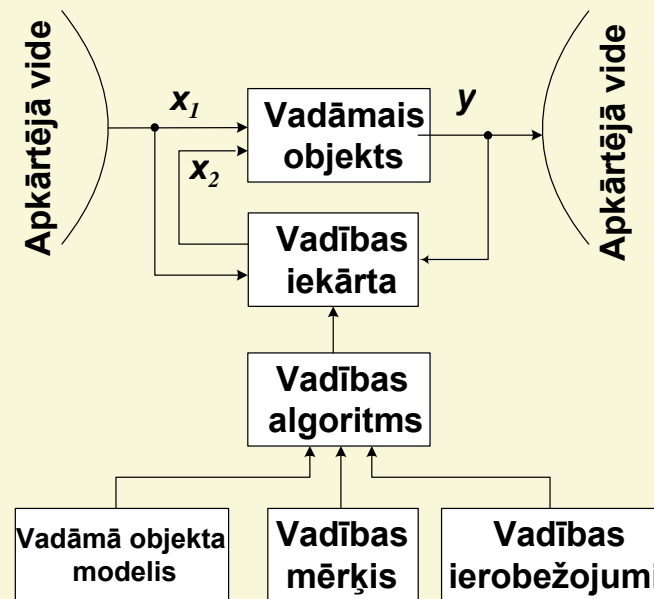 Apkārtējā vide
x1
Vadāmais
objekts
y
Apkārtējā vide
x2
Vadības
iekārta
Vadības
algoritms
Vadāmā objekta
modelis
Vadības
mērķis
Vadības
ierobežojumi